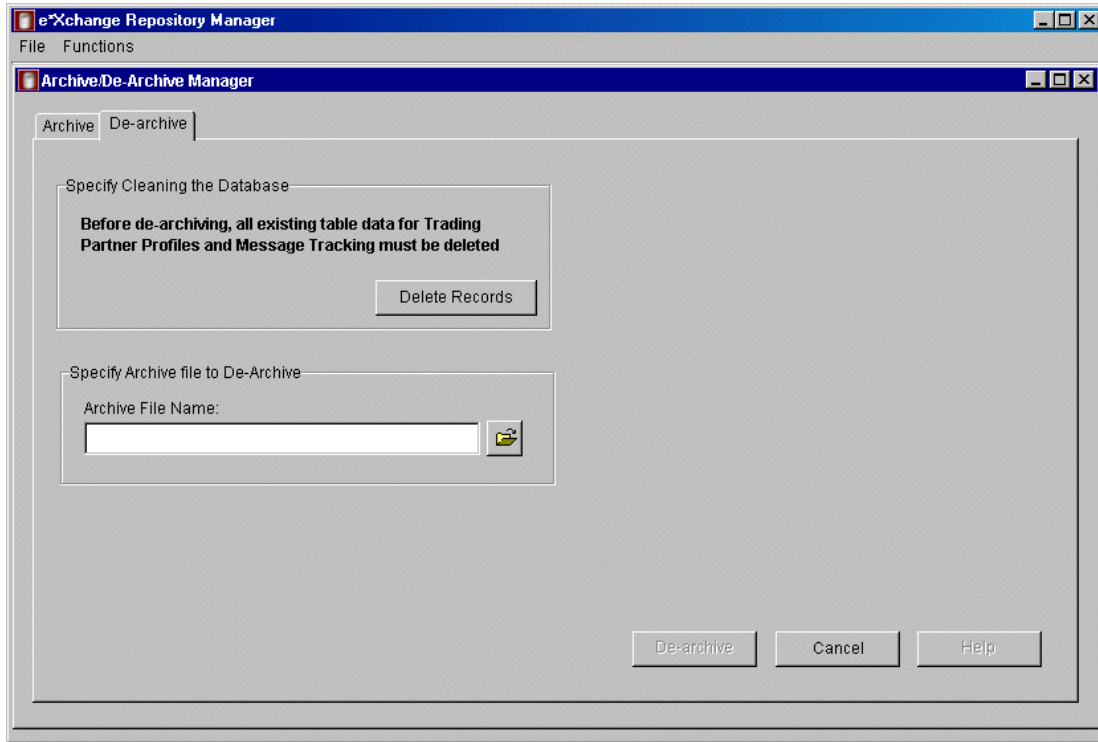 e*Xchange Repository Manager
File Functions
Archive/De-Archive Manager
Archive De-archive
Specify Cleaning the Database
Before de-archiving, all existing table data for Trading
Partner Profiles and Message Tracking must be deleted
Delete Records
Specify Archive file to De-Archive
Archive File Name:
De-archive Cancel Help